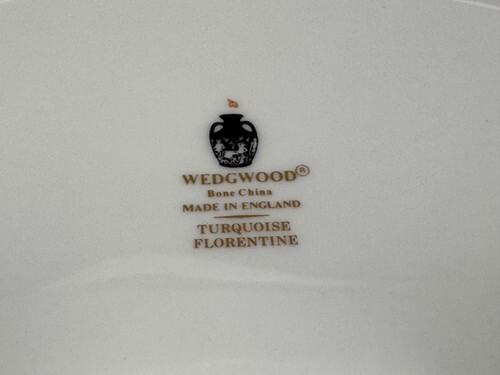 WEDGWOOD®
Bone China
MADE IN ENGLAND
TURQUOISE
FLORENTINE